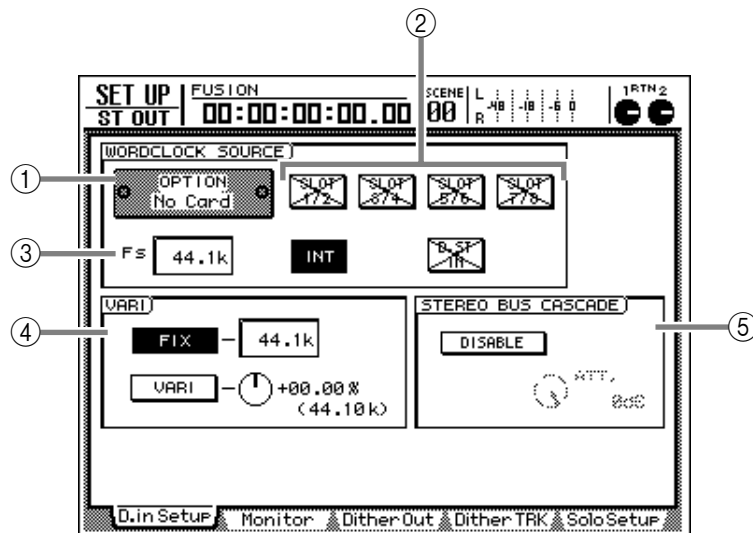 2
SET UP
ST OUT
FUSION
00:00:00:00.00
SCENE
00
L
R
-48 -18 -6 0
1 RTN 2
WORDCLOCK SOURCE
1
OPTION
No Card
SLOT
1/2
SLOT
3/4
SLOT
5/6
SLOT
7/8
3
Fs
44.1k
INT
D.ST
IN
VARI
4
FIX
44.1k
VARI
+00.00%
(44.10k)
STEREO BUS CASCADE
5
DISABLE
ATT.
0dB
D.in Setup Monitor Dither Out Dither TRK Solo Setup